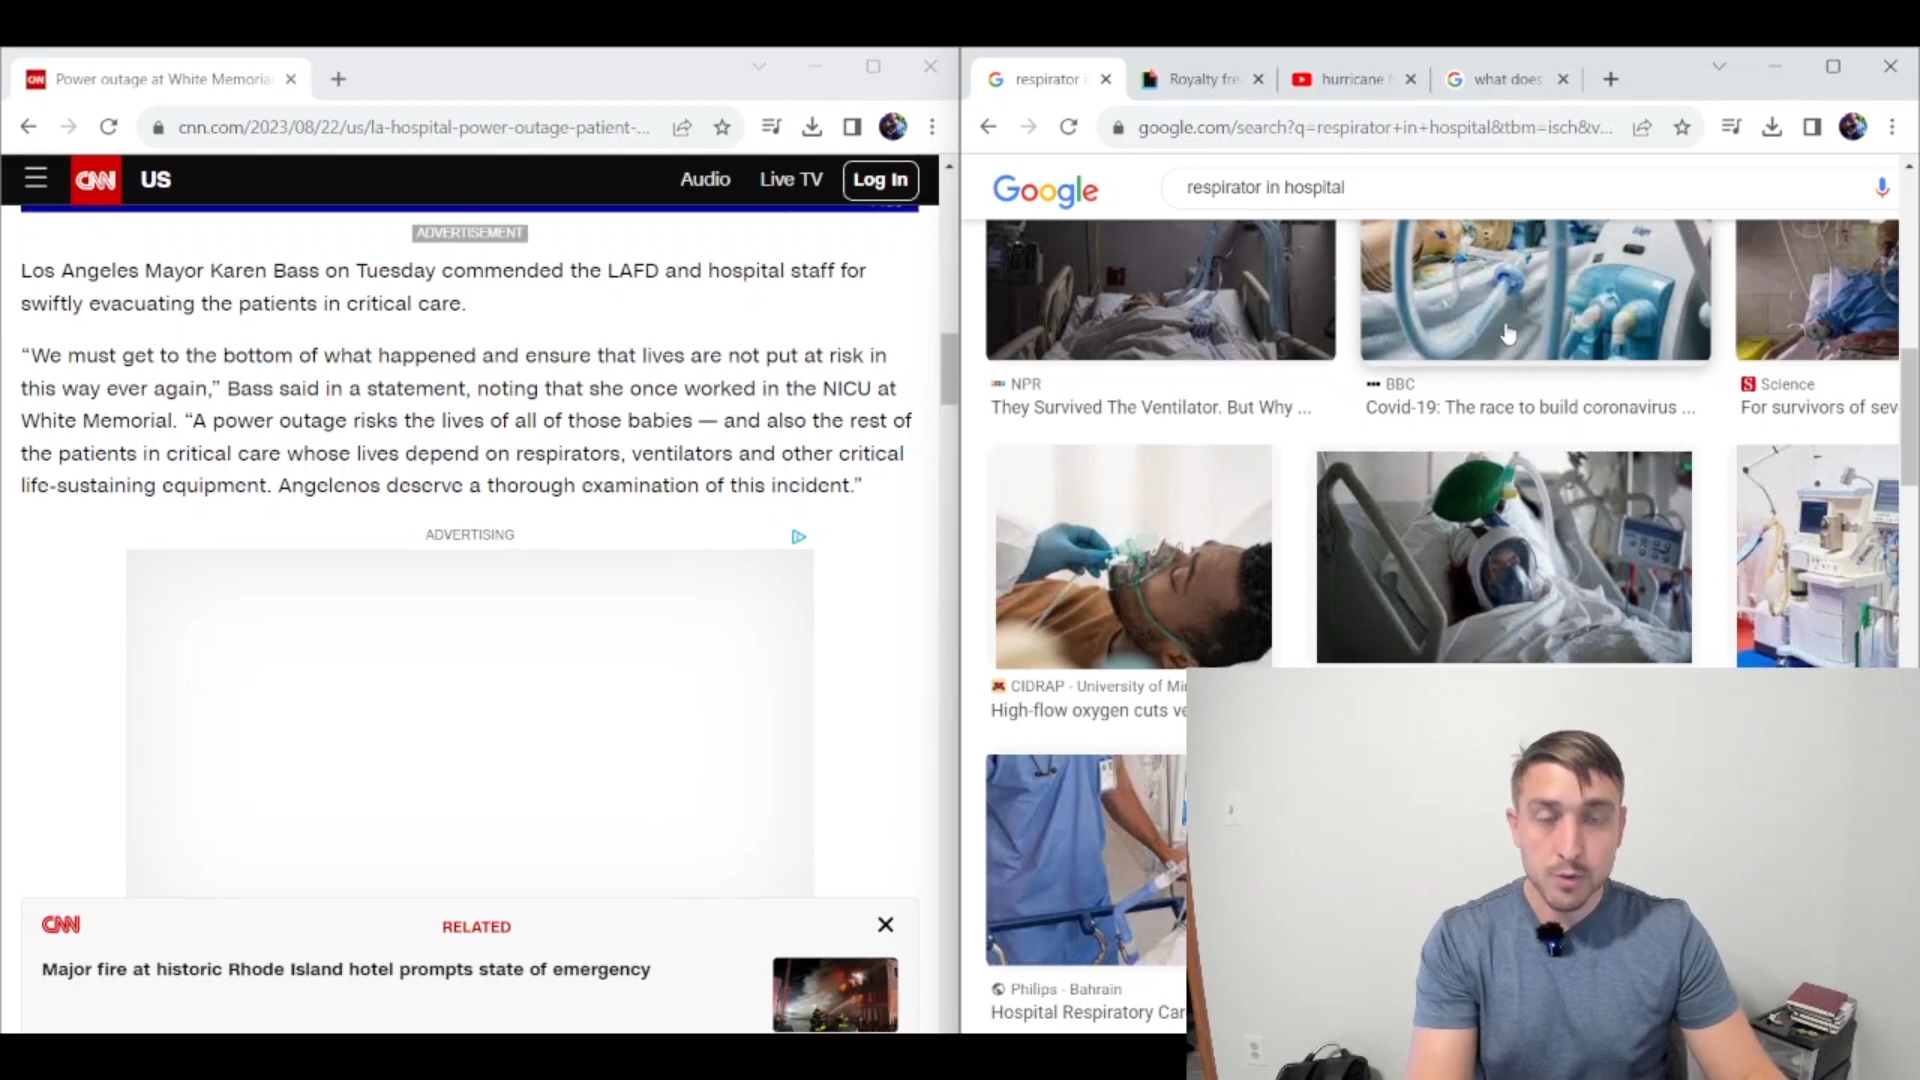 CNN Power outage at White Memorial
cnn.com/2023/08/22/us/la-hospital-power-outage-patient-...
CNN US Audio Live TV Log In
ADVERTISEMENT
Los Angeles Mayor Karen Bass on Tuesday commended the LAFD and hospital staff for
swiftly evacuating the patients in critical care.
“We must get to the bottom of what happened and ensure that lives are not put at risk in
this way ever again,” Bass said in a statement, noting that she once worked in the NICU at
White Memorial. “A power outage risks the lives of all of those babies — and also the rest of
the patients in critical care whose lives depend on respirators, ventilators and other critical
life-sustaining equipment. Angelenos deserve a thorough examination of this incident.”
ADVERTISING
CNN RELATED
Major fire at historic Rhode Island hotel prompts state of emergency
respirator Royalty fre hurricane what does
google.com/search?q=respirator+in+hospital&tbm=isch&v...
Google respirator in hospital
NPR
They Survived The Ventilator. But Why ...
BBC
Covid-19: The race to build coronavirus ...
Science
For survivors of sev
CIDRAP - University of Mi
High-flow oxygen cuts ve
Philips - Bahrain
Hospital Respiratory Car